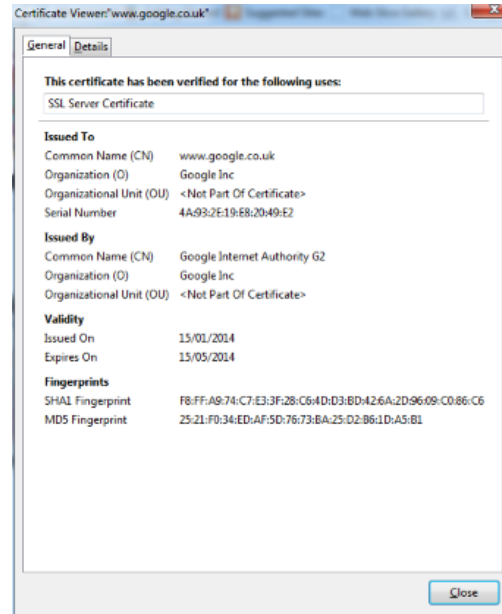 Certificate Viewer:"www.google.co.uk"
General Details
This certificate has been verified for the following uses:
SSL Server Certificate
Issued To
Common Name (CN) www.google.co.uk
Organization (O) Google Inc
Organizational Unit (OU) <Not Part Of Certificate>
Serial Number 4A:93:2E:19:E8:20:49:E2
Issued By
Common Name (CN) Google Internet Authority G2
Organization (O) Google Inc
Organizational Unit (OU) <Not Part Of Certificate>
Validity
Issued On 15/01/2014
Expires On 15/05/2014
Fingerprints
SHA1 Fingerprint F8:FF:A9:74:C7:E3:3F:28:C6:4D:D3:BD:42:6A:2D:96:09:C0:86:C6
MD5 Fingerprint 25:21:F0:34:ED:AF:5D:76:73:BA:25:D2:B6:1D:A5:B1
Close